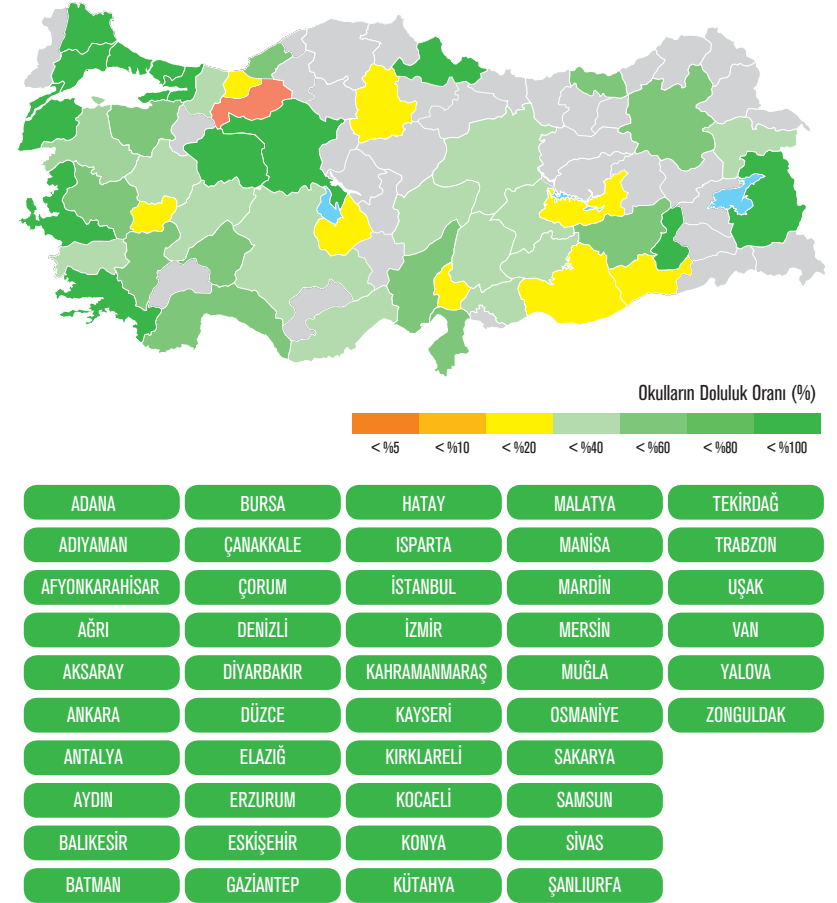 Okulların Doluluk Oranı (%)
< %5 < %10 < %20 < %40 < %60 < %80 < %100
ADANA BURSA HATAY MALATYA TEKİRDAĞ
ADIYAMAN ÇANAKKALE ISPARTA MANİSA TRABZON
AFYONKARAHİSAR ÇORUM İSTANBUL MARDİN UŞAK
AĞRI DENİZLİ İZMİR MERSİN VAN
AKSARAY DİYARBAKIR KAHRAMANMARAŞ MUĞLA YALOVA
ANKARA DÜZCE KAYSERİ OSMANİYE ZONGULDAK
ANTALYA ELAZIĞ KIRKLARELİ SAKARYA
AYDIN ERZURUM KOCAELİ SAMSUN
BALIKESİR ESKİŞEHİR KONYA SİVAS
BATMAN GAZİANTEP KÜTAHYA ŞANLIURFA